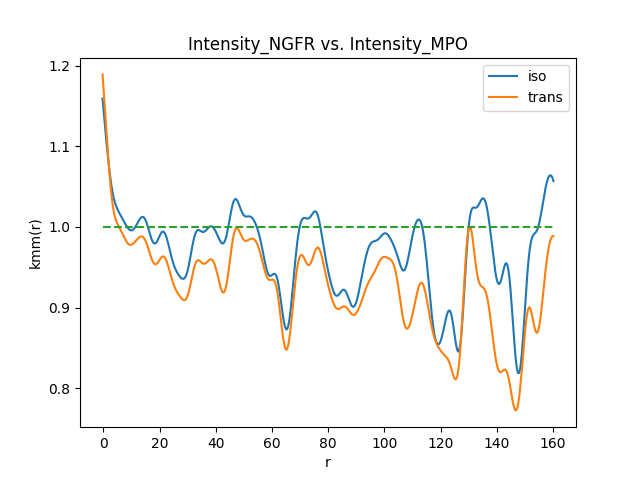 Intensity_NGFR vs. Intensity_MPO
iso
trans
1.2
1.1
1.0
0.9
0.8
kmm(r)
0 20 40 60 80 100 120 140 160
r